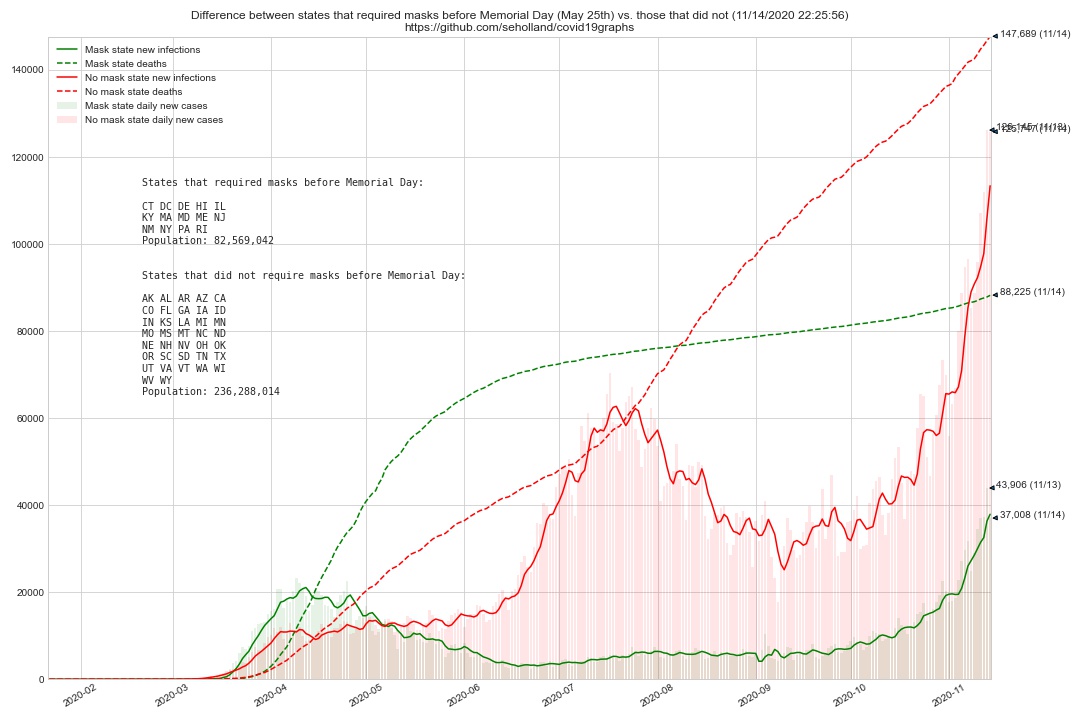 Difference between states that required masks before Memorial Day (May 25th) vs. those that did not (11/14/2020 22:25:56)
https://github.com/seholland/covid19graphs
Mask state new infections
Mask state deaths
No mask state new infections
No mask state deaths
Mask state daily new cases
No mask state daily new cases
States that required masks before Memorial Day:
CT DC DE HI IL
KY MA MD ME NJ
NM NY PA RI
Population: 82,569,042
States that did not require masks before Memorial Day:
AK AL AR AZ CA
CO FL GA IA ID
IN KS LA MI MN
MO MS MT NC ND
NE NH NV OH OK
OR SC SD TN TX
UT VA VT WA WI
WV WY
Population: 236,288,014
147,689 (11/14)
(11/14)
88,225 (11/14)
43,906 (11/13)
37,008 (11/14)
140000
120000
100000
80000
60000
40000
20000
0
2020-02
2020-03
2020-04
2020-05
2020-06
2020-07
2020-08
2020-09
2020-10
2020-11